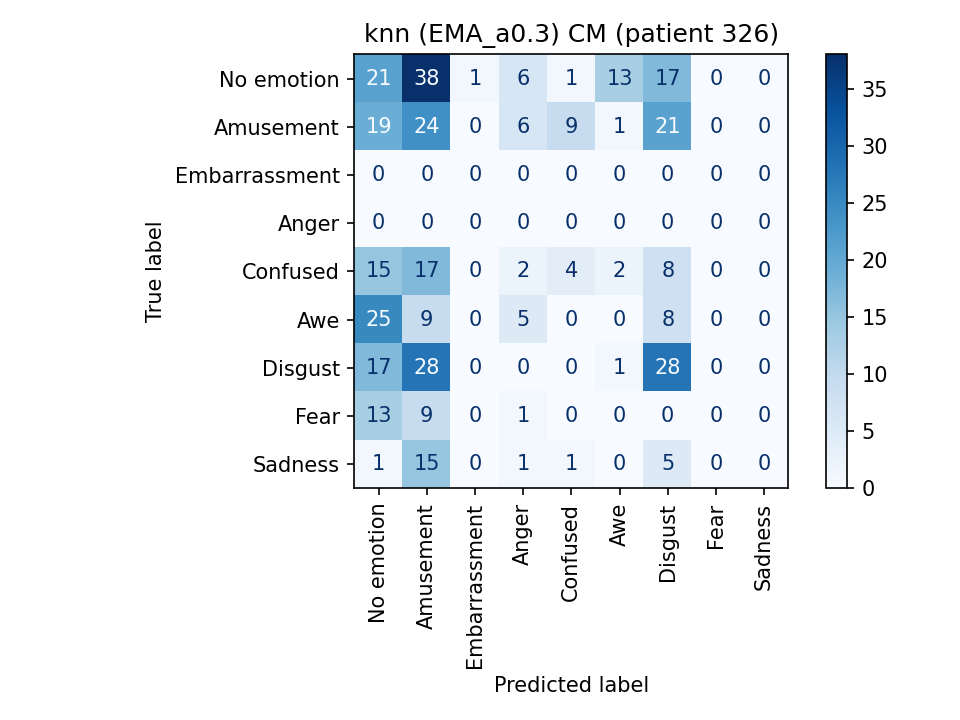 knn (EMA_a0.3) CM (patient 326)
No emotion 21 38 1 6 1 13 17 0 0
Amusement 19 24 0 6 9 1 21 0 0
Embarrassment 0 0 0 0 0 0 0 0 0
Anger 0 0 0 0 0 0 0 0 0
Confused 15 17 0 2 4 2 8 0 0
Awe 25 9 0 5 0 0 8 0 0
Disgust 17 28 0 0 0 1 28 0 0
Fear 13 9 0 1 0 0 0 0 0
Sadness 1 15 0 1 1 0 5 0 0
True label
No emotion
Amusement
Embarrassment
Anger
Confused
Awe
Disgust
Fear
Sadness
Predicted label
35
30
25
20
15
10
5
0